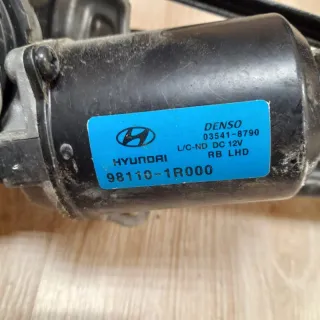 DENSO
03541-8790
L/C-ND DC 12V
HYUNDAI
RB LHD
98110-1R000